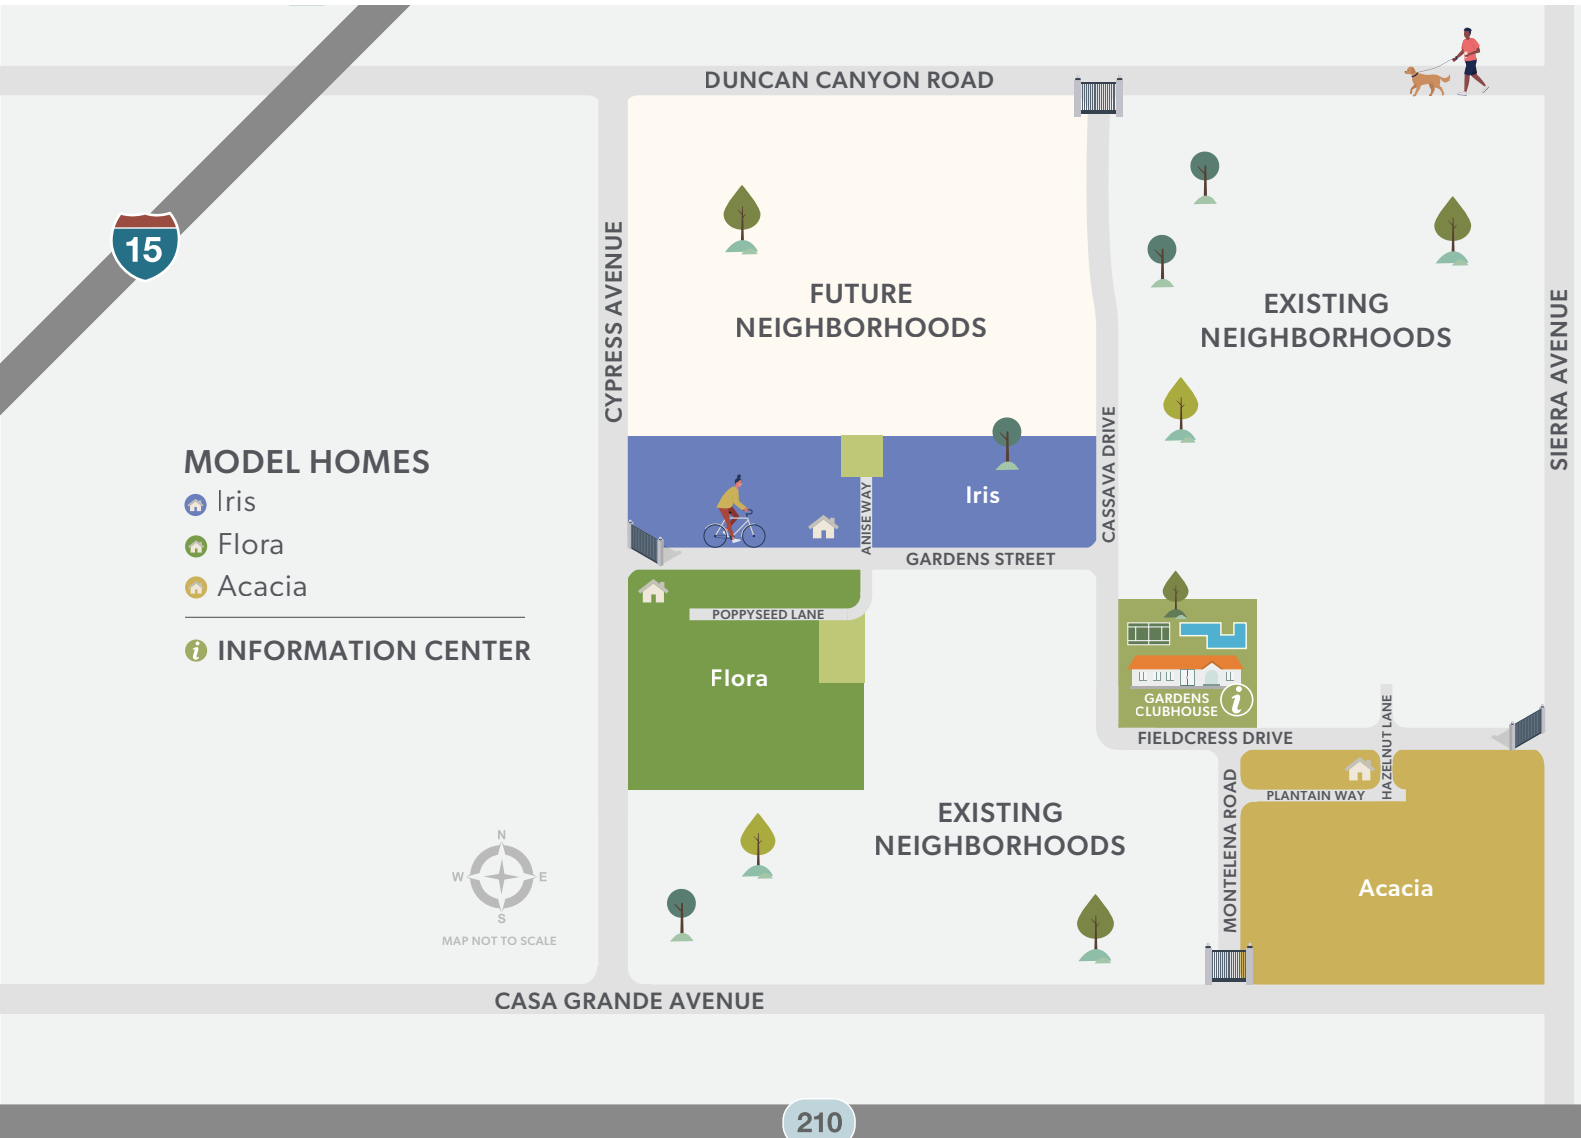 DUNCAN CANYON ROAD
15
CYPRESS AVENUE
FUTURE
NEIGHBORHOODS
EXISTING
NEIGHBORHOODS
SIERRA AVENUE
CASSAVA DRIVE
MODEL HOMES
Iris
Flora
Acacia
i INFORMATION CENTER
Iris
ANISE WAY
GARDENS STREET
POPPYSEED LANE
Flora
GARDENS
CLUBHOUSE
i
FIELDCRESS DRIVE
HAZELNUT LANE
PLANTAIN WAY
MONTELENA ROAD
EXISTING
NEIGHBORHOODS
Acacia
N
W E
S
MAP NOT TO SCALE
CASA GRANDE AVENUE
210